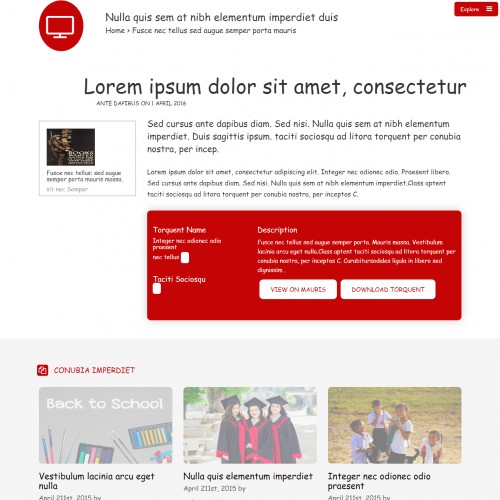 Explore
Nulla quis sem at nibh elementum imperdiet duis
Home > Fusce nec tellus sed augue semper porta mauris
Lorem ipsum dolor sit amet, consectetur
ANTE DAPIBUS ON 1 APRIL 2016
BOOKS
Fusce nec tellus! sed augue
semper porta mauris massa.
sit nec Semper
Sed cursus ante dapibus diam. Sed nisi. Nulla quis sem at nibh elementum
imperdiet. Duis sagittis ipsum. taciti sociosqu ad litora torquent per conubia
nostra, per incep.
Lorem ipsum dolor sit amet, consectetur adipiscing elit. Integer nec odionec odio. Praesent libero.
Sed cursus ante dapibus diam. Sed nisi. Nulla quis sem at nibh elementum imperdiet.Class aptent
taciti sociosqu ad litora torquent per conubia nostra, per inceptos C.
Torquent Name
Integer nec odionec odio
praesent
nec tellus
Taciti Sociosqu
Description
Fusce nec tellus sed augue semper porta. Mauris massa. Vestibulum
lacinia arcu eget nulla.Class aptent taciti sociosqu ad litora torquent per
conubia nostra, per inceptos C. Curabitursodales ligula in libero sed
dignissim..
VIEW ON MAURIS
DOWNLOAD TORQUENT
CONUBIA IMPERDIET
Back to School
Vestibulum lacinia arcu eget
nulla
April 211st, 2015 by
Nulla quis elementum imperdiet
April 211st, 2015 by
Integer nec odionec odio
praesent
April 211st, 2015 by